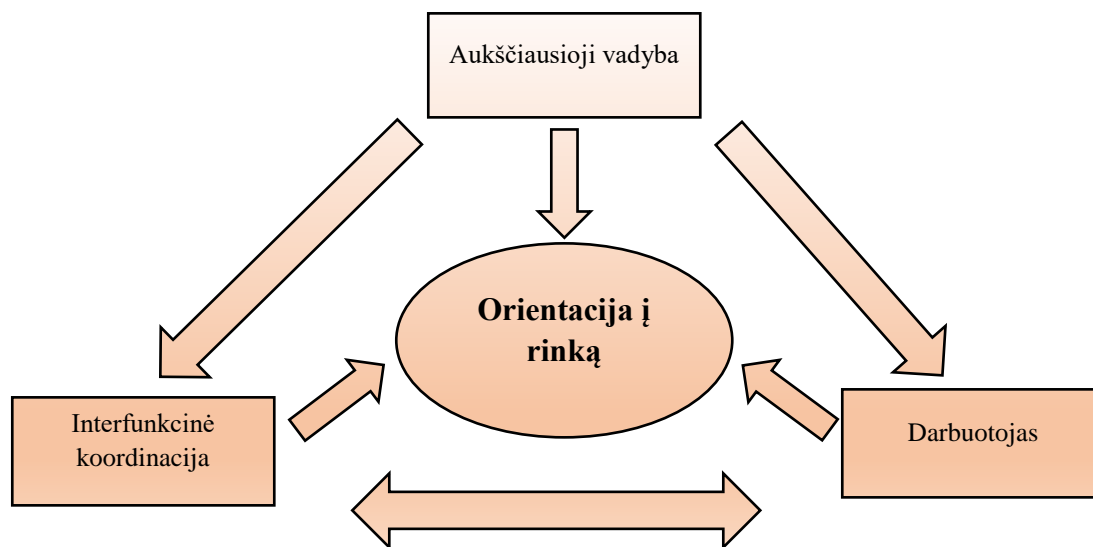 Aukščiausioji vadyba
Orientacija į
rinką
Interfunkcinė
koordinacija
Darbuotojas